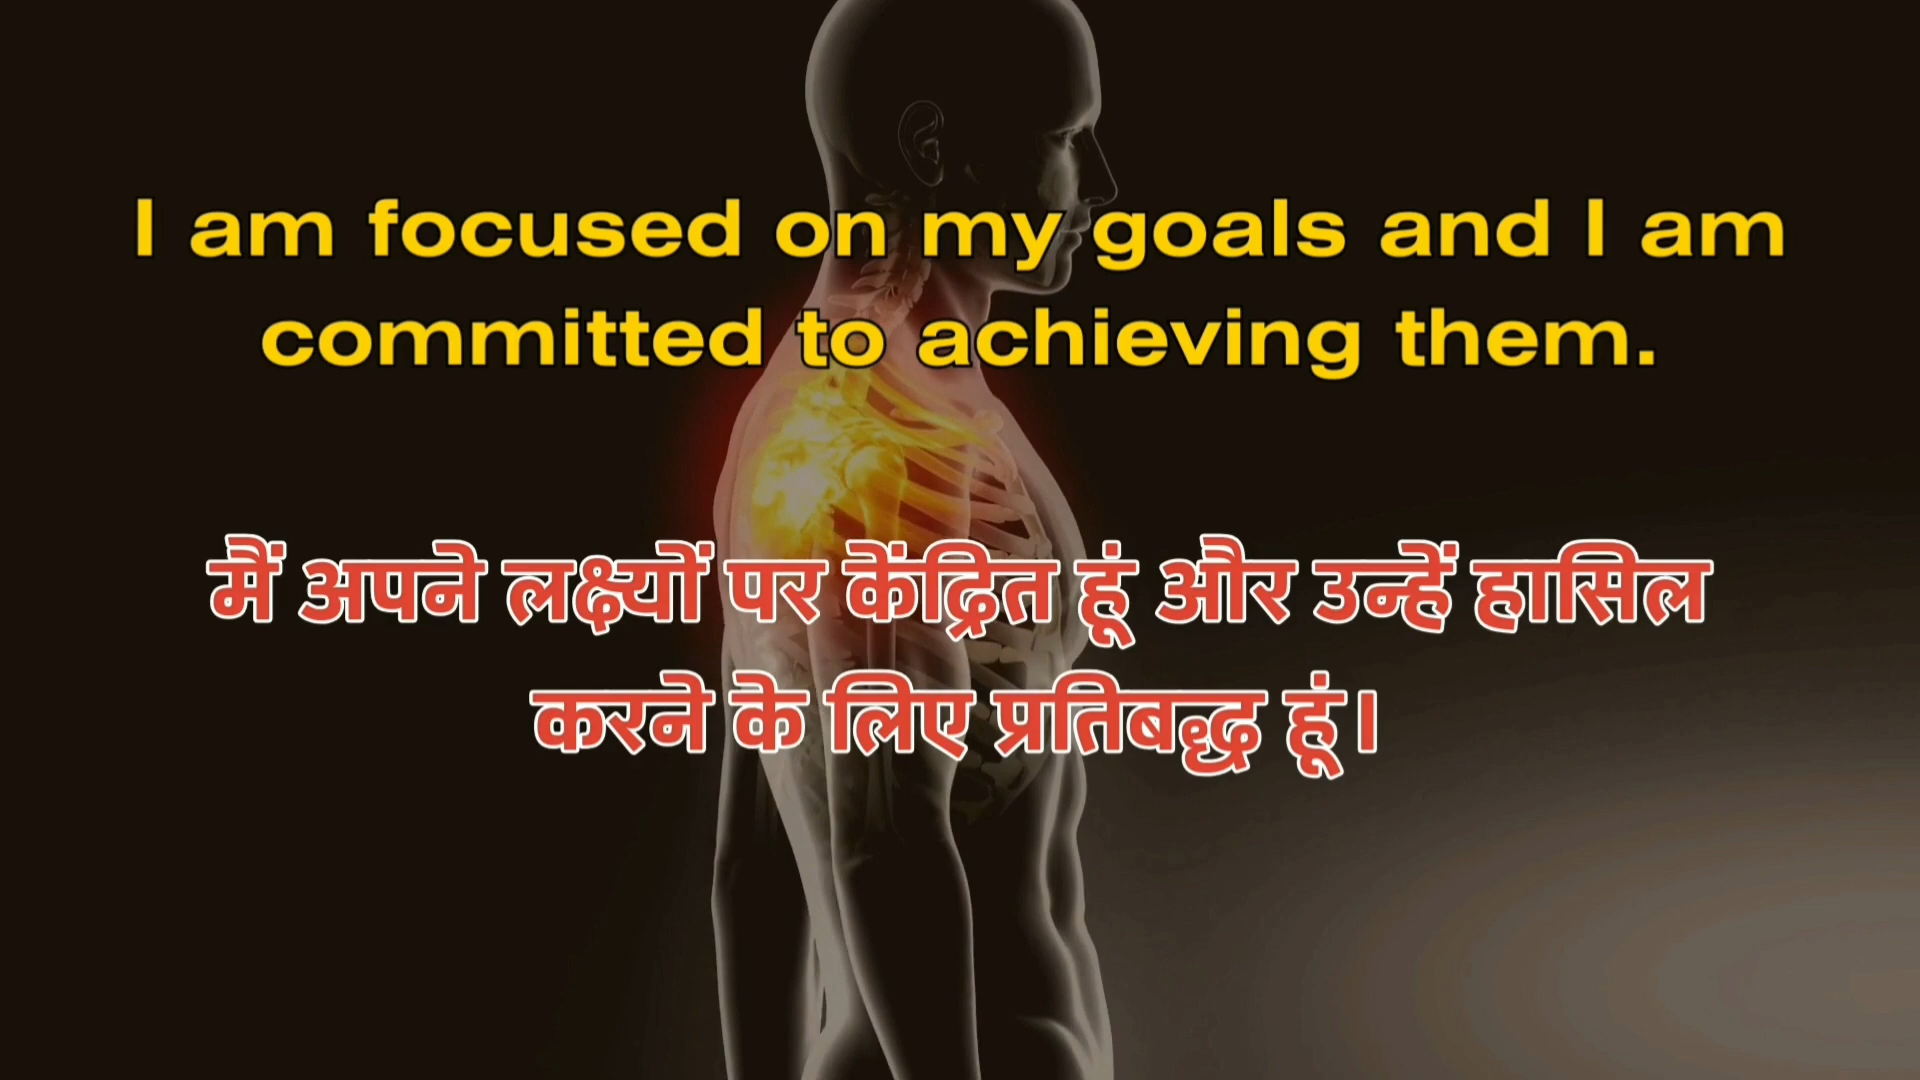 I am focused on my goals and I am
committed to achieving them.
मैं अपने लक्ष्यों पर केंद्रित हूं और उन्हें हासिल
करने के लिए प्रतिबद्ध हूं।